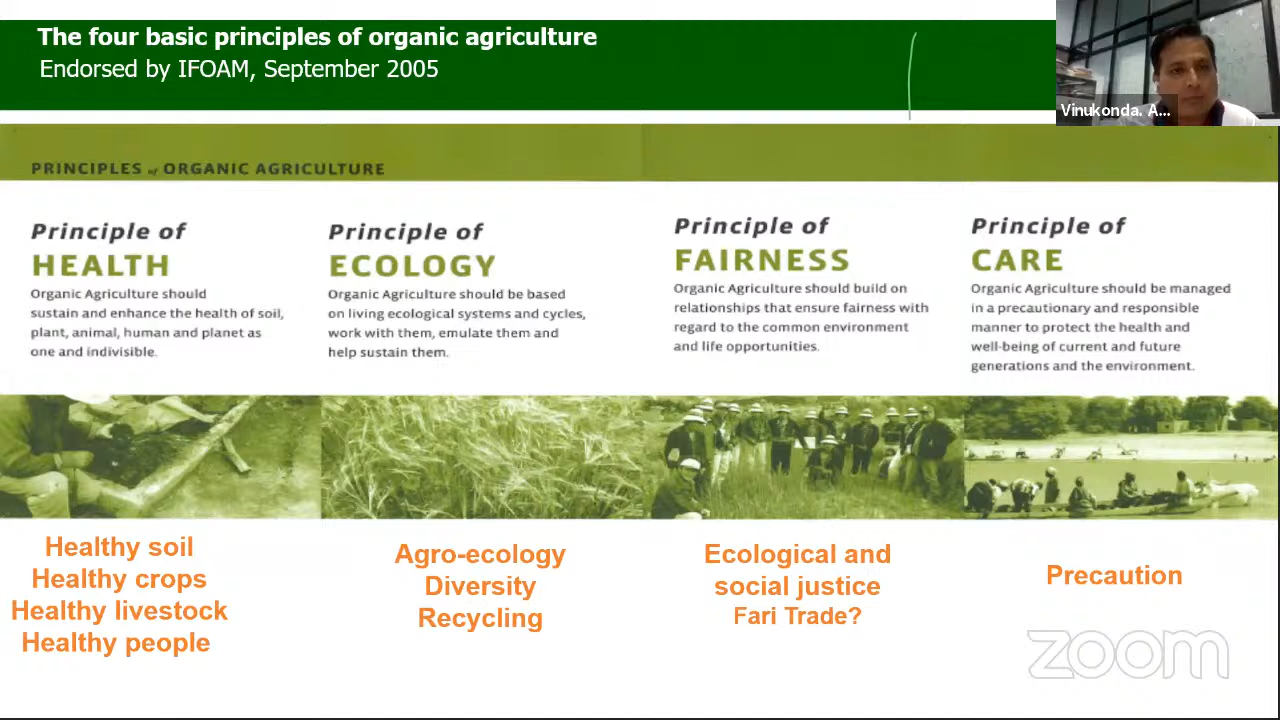 The four basic principles of organic agriculture
Endorsed by IFOAM, September 2005
Vinukonda. A...
PRINCIPLES of ORGANIC AGRICULTURE
Principle of
HEALTH
Organic Agriculture should
sustain and enhance the health of soil,
plant, animal, human and planet as
one and indivisible.
Principle of
ECOLOGY
Organic Agriculture should be based
on living ecological systems and cycles,
work with them, emulate them and
help sustain them.
Principle of
FAIRNESS
Organic Agriculture should build on
relationships that ensure fairness with
regard to the common environment
and life opportunities.
Principle of
CARE
Organic Agriculture should be managed
in a precautionary and responsible
manner to protect the health and
well-being of current and future
generations and the environment.
Healthy soil
Healthy crops
Healthy livestock
Healthy people
Agro-ecology
Diversity
Recycling
Ecological and
social justice
Fari Trade?
Precaution
zoom